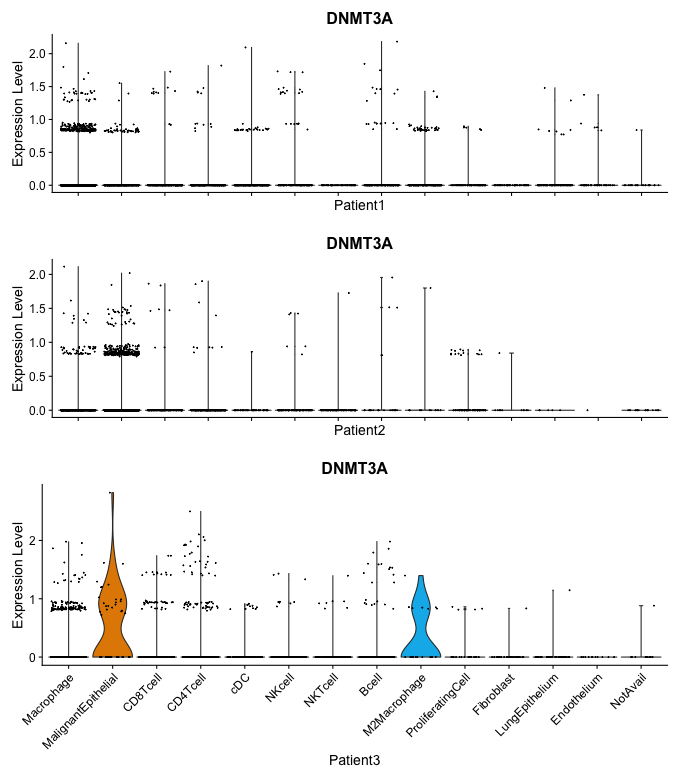 DNMT3A
Expression Level
2.0
1.5
1.0
0.5
0.0
Patient1
DNMT3A
Expression Level
2.0
1.5
1.0
0.5
0.0
Patient2
DNMT3A
Expression Level
2
1
0
Macrophage
MalignantEpithelial
CD8Tcell
CD4Tcell
cDC
NKcell
NKTcell
Bcell
M2Macrophage
ProliferatingCell
Fibroblast
LungEpithelium
Endothelium
NotAvail
Patient3